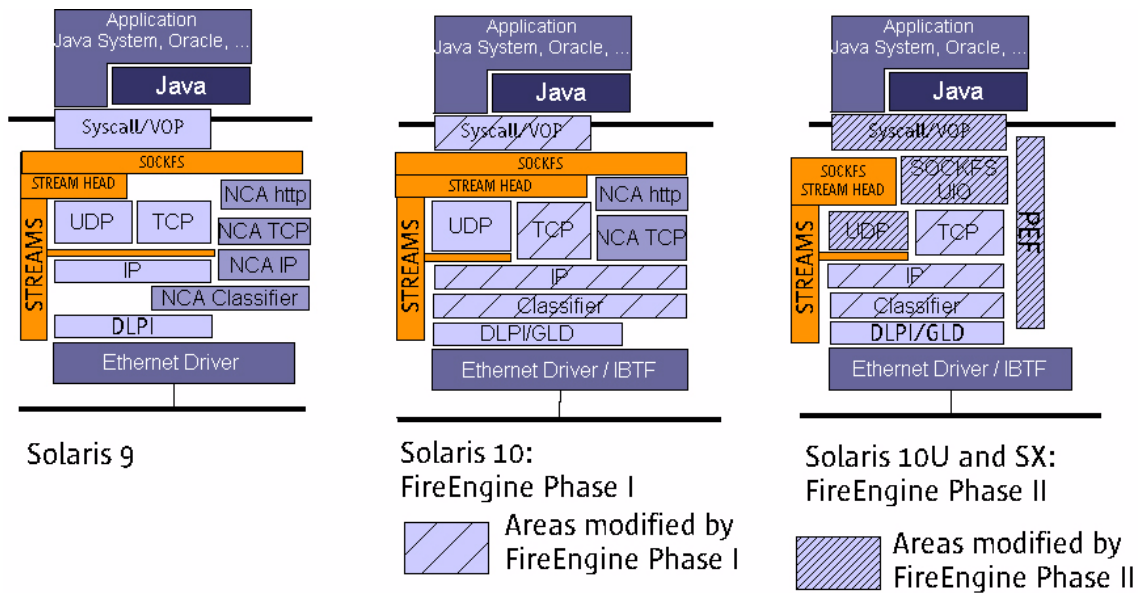 Application
Java System, Oracle, ...
Java
Syscall/VOP
SOCKFS
STREAM HEAD
NCA http
STREAMS
UDP
TCP
NCA TCP
IP
NCA IP
NCA Classifier
DLPI
Ethernet Driver
Solaris 9
Application
Java System, Oracle, ...
Java
Syscall/VOP
SOCKFS
STREAM HEAD
NCA http
STREAMS
UDP
TCP
NCA TCP
IP
Classifier
DLPI/GLD
Ethernet Driver / IBTF
Solaris 10:
FireEngine Phase I
Areas modified by
FireEngine Phase I
Application
Java System, Oracle, ...
Java
Syscall/VOP
SOCKFS
STREAM HEAD
SOCKFS
UIO
PEF
STREAMS
UDP
TCP
IP
Classifier
DLPI/GLD
Ethernet Driver / IBTF
Solaris 10U and SX:
FireEngine Phase II
Areas modified by
FireEngine Phase II